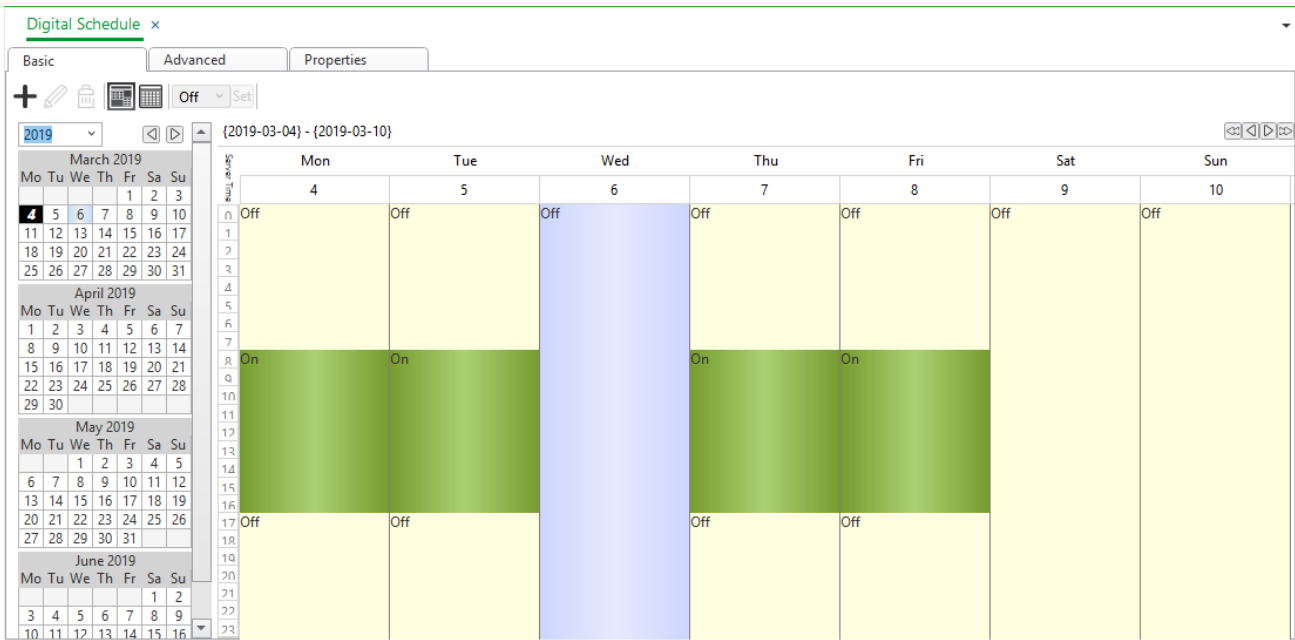 Digital Schedule ×
Basic Advanced Properties
Off Set
2019
{2019-03-04} - {2019-03-10}
March 2019
Mo Tu We Th Fr Sa Su
1 2 3
4 5 6 7 8 9 10
11 12 13 14 15 16 17
18 19 20 21 22 23 24
25 26 27 28 29 30 31
April 2019
Mo Tu We Th Fr Sa Su
1 2 3 4 5 6 7
8 9 10 11 12 13 14
15 16 17 18 19 20 21
22 23 24 25 26 27 28
29 30
May 2019
Mo Tu We Th Fr Sa Su
1 2 3 4 5
6 7 8 9 10 11 12
13 14 15 16 17 18 19
20 21 22 23 24 25 26
27 28 29 30 31
June 2019
Mo Tu We Th Fr Sa Su
1 2
3 4 5 6 7 8 9
10 11 12 13 14 15 16
Server Time
Mon Tue Wed Thu Fri Sat Sun
4 5 6 7 8 9 10
0 Off Off Off Off Off Off Off
1
2
3
4
5
6
7
8 On On On On
9
10
11
12
13
14
15
16
17 Off Off Off Off
18
19
20
21
22
23